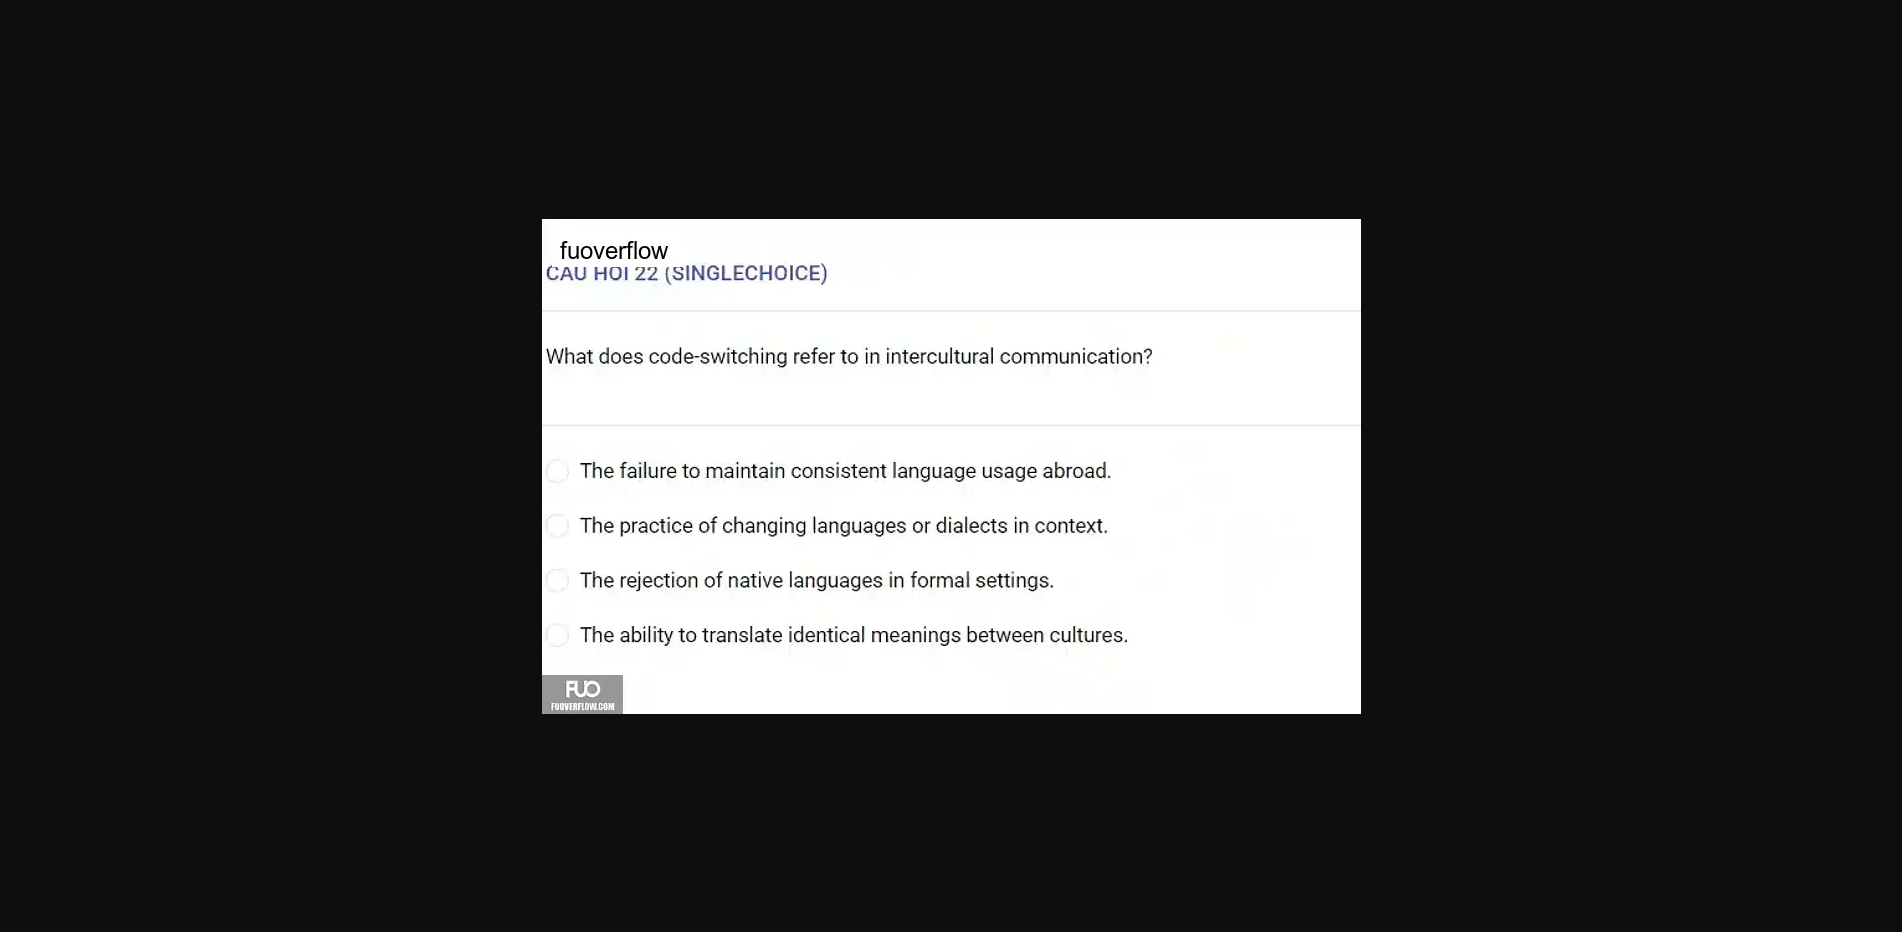 fuoverflow
CAU HOI 22 (SINGLECHOICE)
What does code-switching refer to in intercultural communication?
The failure to maintain consistent language usage abroad.
The practice of changing languages or dialects in context.
The rejection of native languages in formal settings.
The ability to translate identical meanings between cultures.
FUO
FUOVERFLOW.COM